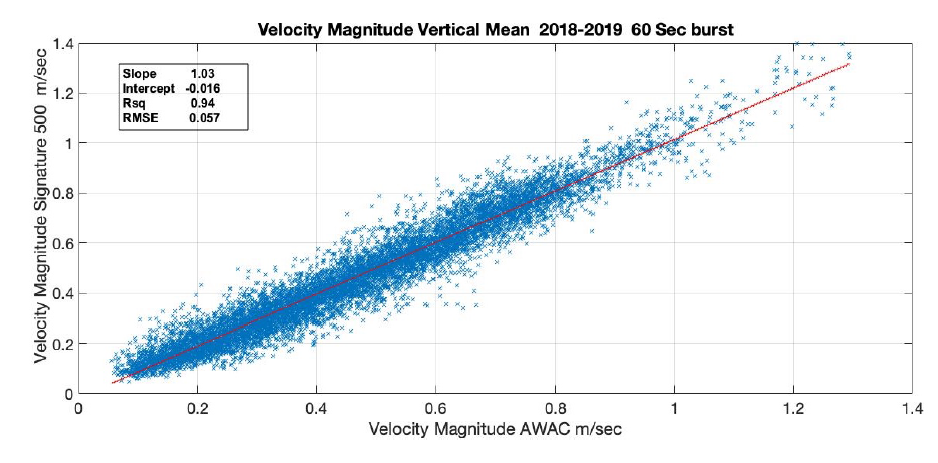 Velocity Magnitude Vertical Mean 2018-2019 60 Sec burst
1.4
1.2
1
0.8
0.6
0.4
0.2
0
Velocity Magnitude Signature 500 m/sec
Slope 1.03
Intercept -0.016
Rsq 0.94
RMSE 0.057
0 0.2 0.4 0.6 0.8 1 1.2 1.4
Velocity Magnitude AWAC m/sec